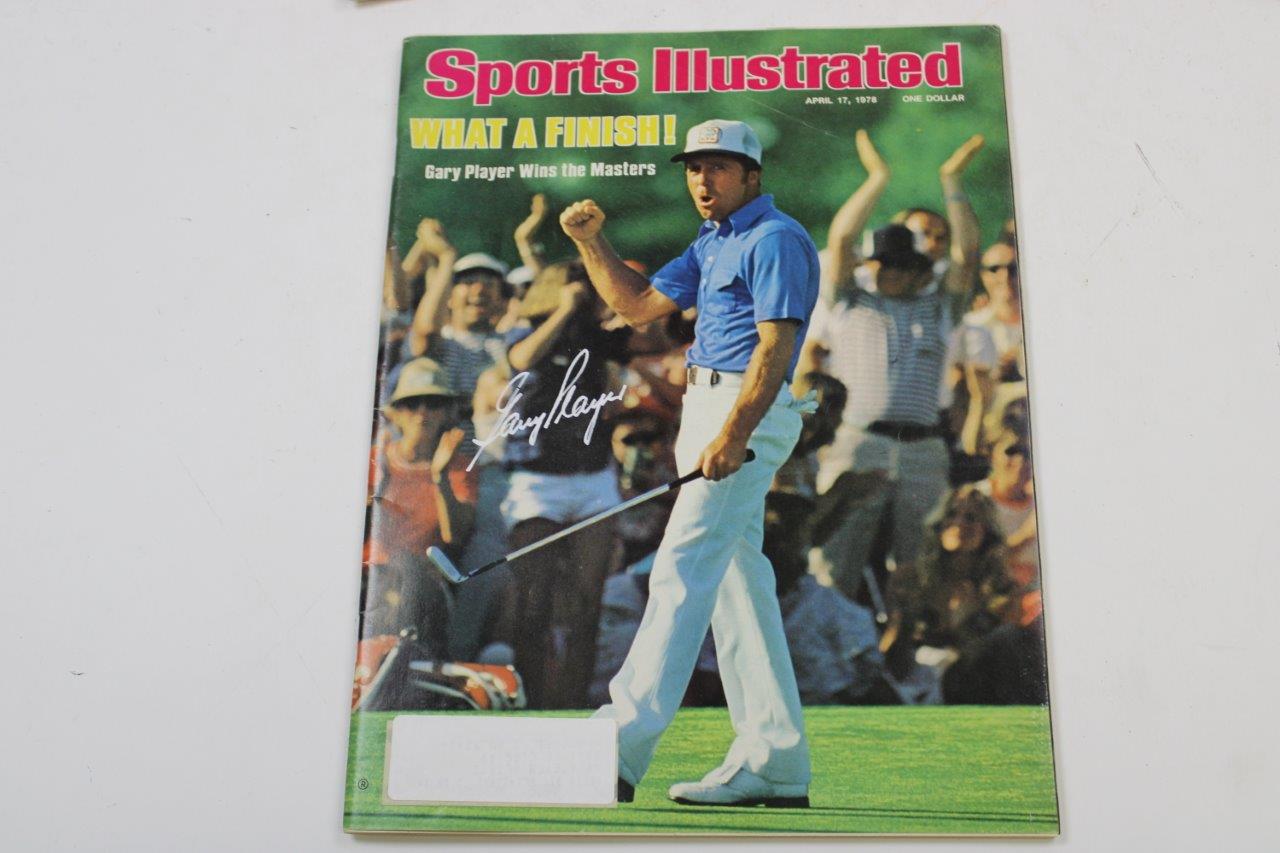 Sports Illustrated
APRIL 17, 1978 ONE DOLLAR
WHAT A FINISH!
Gary Player Wins the Masters
Gary Player
®